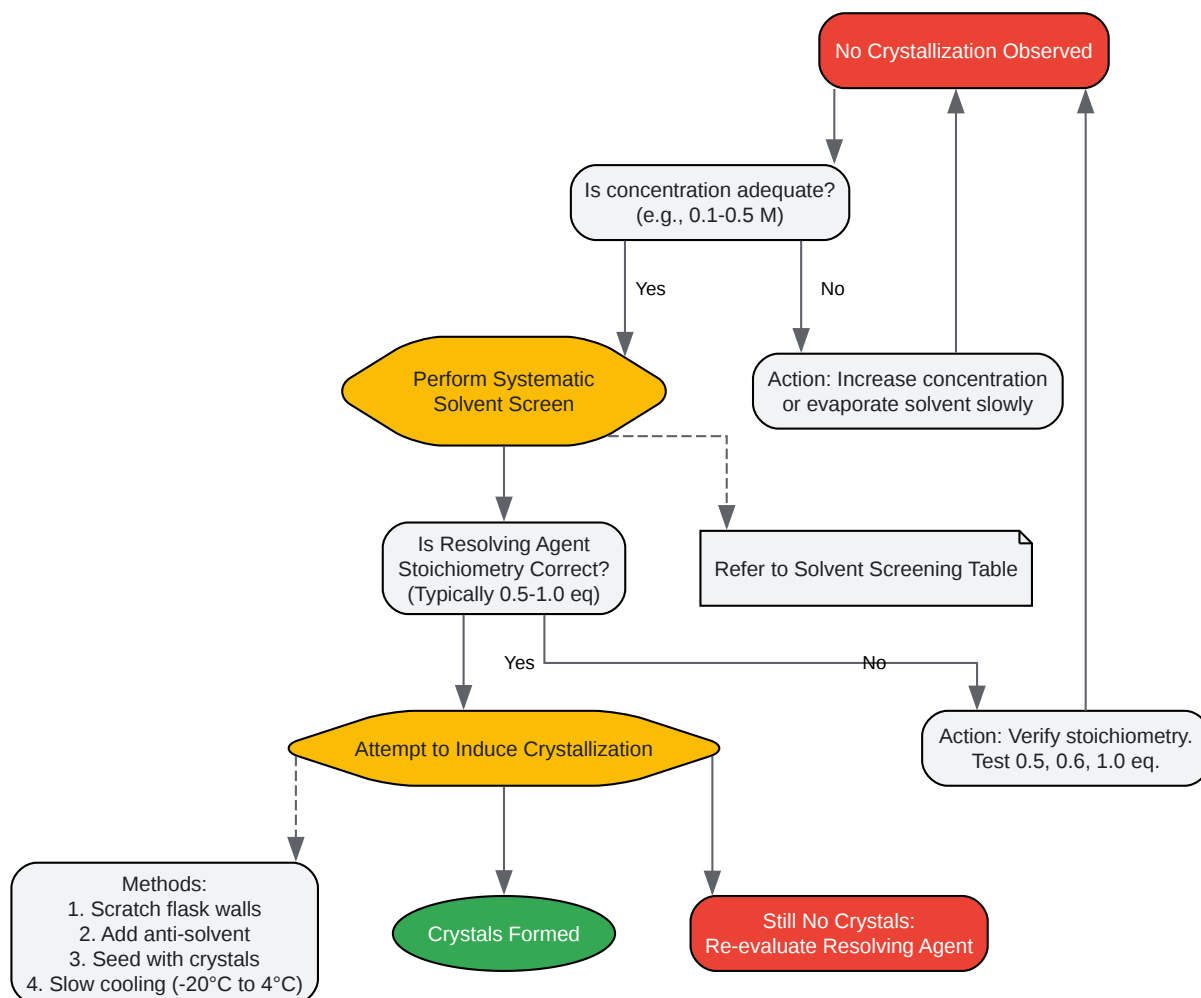 No Crystallization Observed
Is concentration adequate?
(e.g., 0.1-0.5 M)
Yes
No
Perform Systematic
Solvent Screen
Action: Increase concentration
or evaporate solvent slowly
Is Resolving Agent
Stoichiometry Correct?
(Typically 0.5-1.0 eq)
Refer to Solvent Screening Table
Yes
No
Attempt to Induce Crystallization
Action: Verify stoichiometry.
Test 0.5, 0.6, 1.0 eq.
Methods:
1. Scratch flask walls
2. Add anti-solvent
3. Seed with crystals
4. Slow cooling (-20°C to 4°C)
Crystals Formed
Still No Crystals:
Re-evaluate Resolving Agent